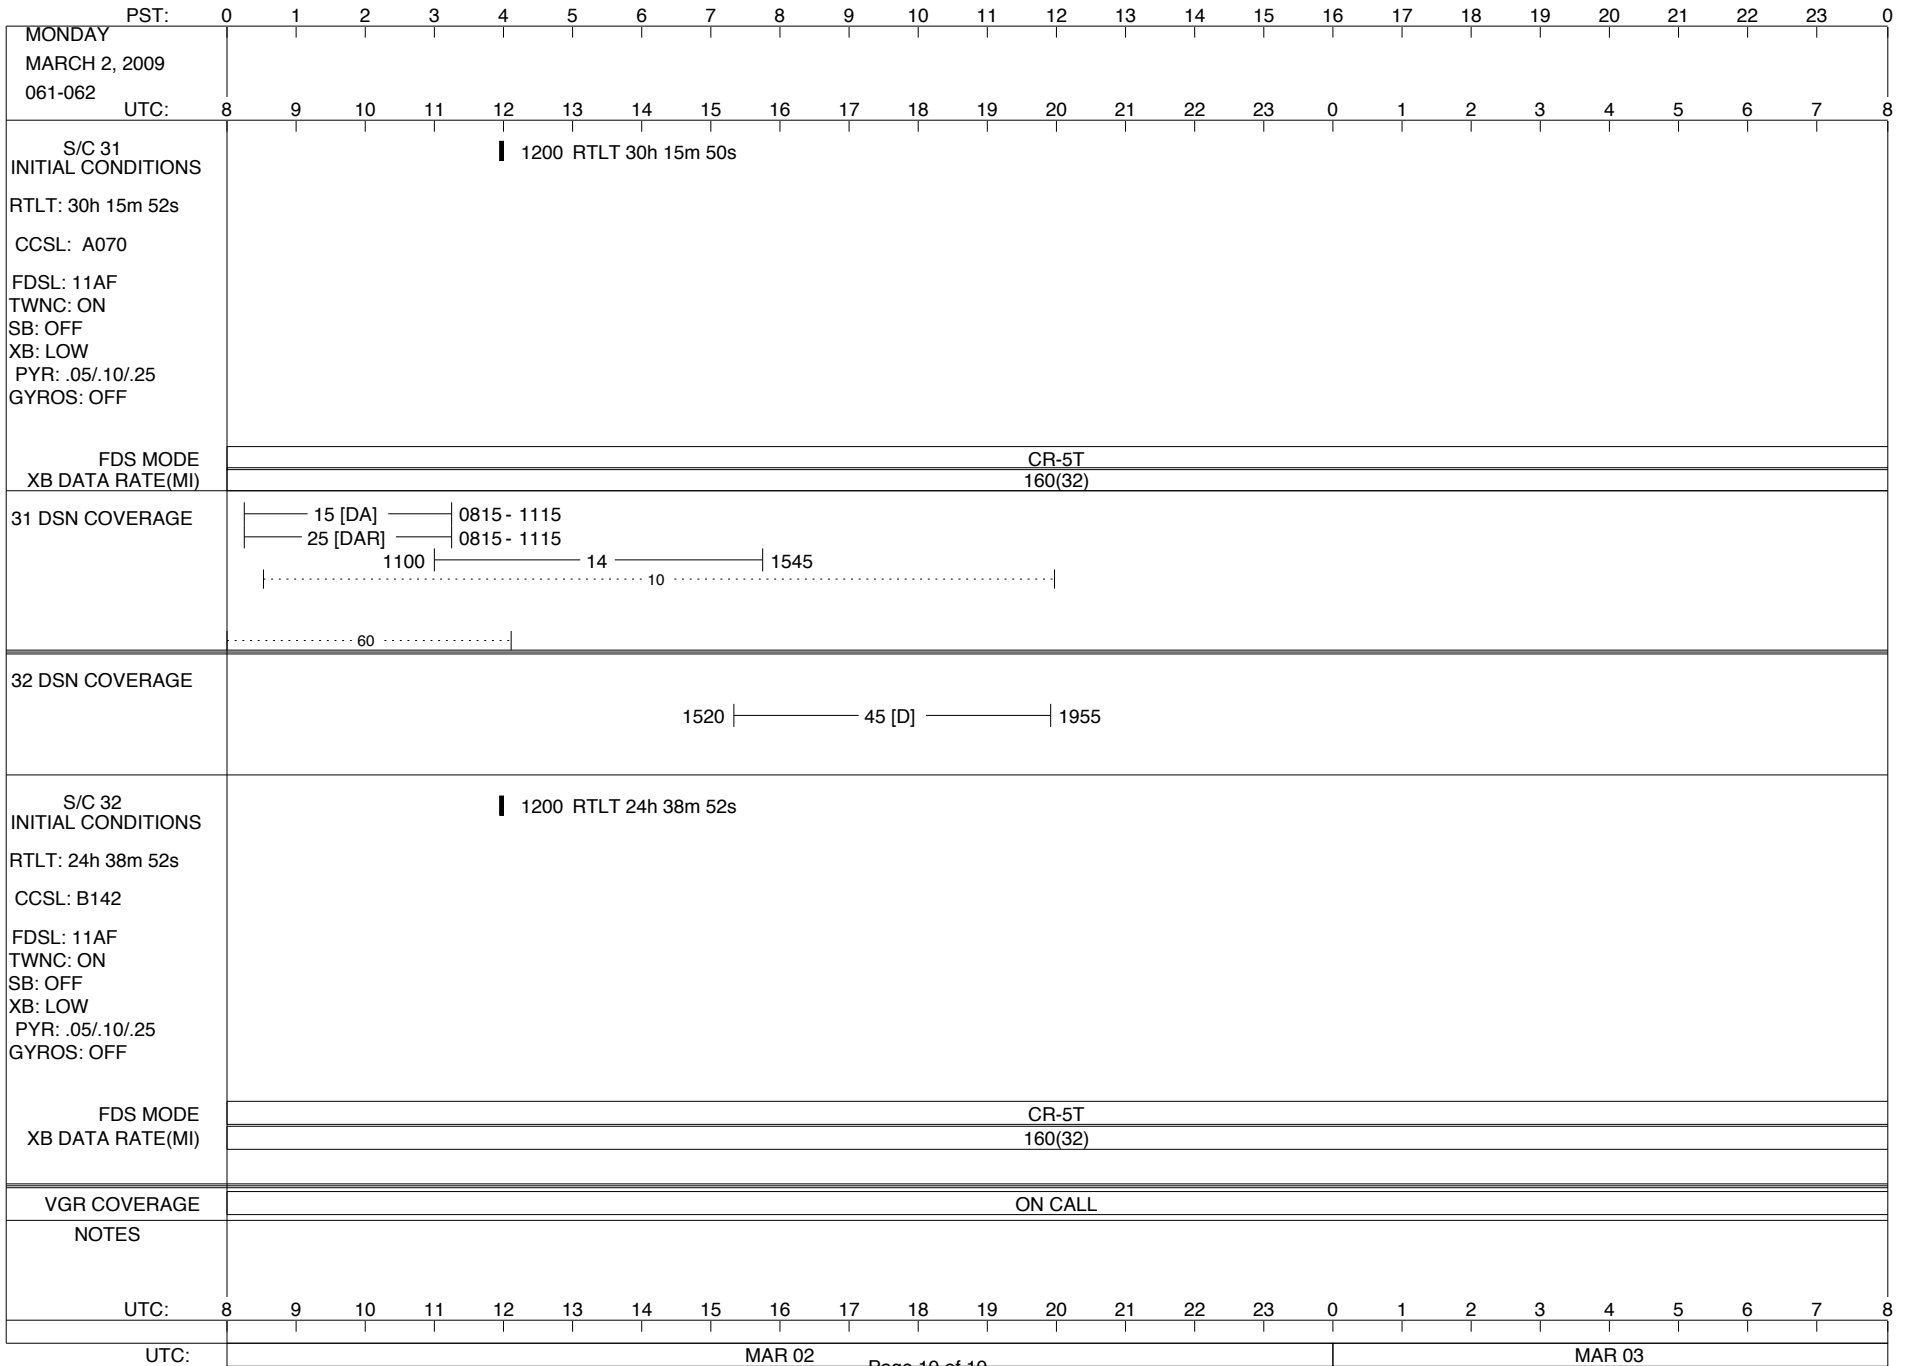 PST: 0 1 2 3 4 5 6 7 8 9 10 11 12 13 14 15 16 17 18 19 20 21 22 23 0
MONDAY
MARCH 2, 2009
061-062
UTC: 8 9 10 11 12 13 14 15 16 17 18 19 20 21 22 23 0 1 2 3 4 5 6 7 8
S/C 31
INITIAL CONDITIONS
1200 RTLT 30h 15m 50s
RTLT: 30h 15m 52s
CCSL: A070
FDSL: 11AF
TWNC: ON
SB: OFF
XB: LOW
PYR: .05/.10/.25
GYROS: OFF
FDS MODE CR-5T
XB DATA RATE(MI) 160(32)
31 DSN COVERAGE
15 [DA] 0815 - 1115
25 [DAR] 0815 - 1115
1100 14 1545
10
60
32 DSN COVERAGE
1520 45 [D] 1955
S/C 32
INITIAL CONDITIONS
1200 RTLT 24h 38m 52s
RTLT: 24h 38m 52s
CCSL: B142
FDSL: 11AF
TWNC: ON
SB: OFF
XB: LOW
PYR: .05/.10/.25
GYROS: OFF
FDS MODE CR-5T
XB DATA RATE(MI) 160(32)
VGR COVERAGE ON CALL
NOTES
UTC: 8 9 10 11 12 13 14 15 16 17 18 19 20 21 22 23 0 1 2 3 4 5 6 7 8
UTC: MAR 02 MAR 03